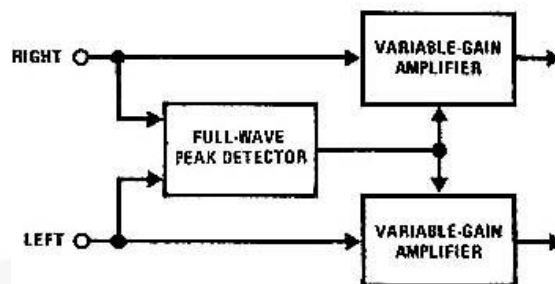 RIGHT
VARIABLE-GAIN
AMPLIFIER
FULL-WAVE
PEAK DETECTOR
LEFT
VARIABLE-GAIN
AMPLIFIER